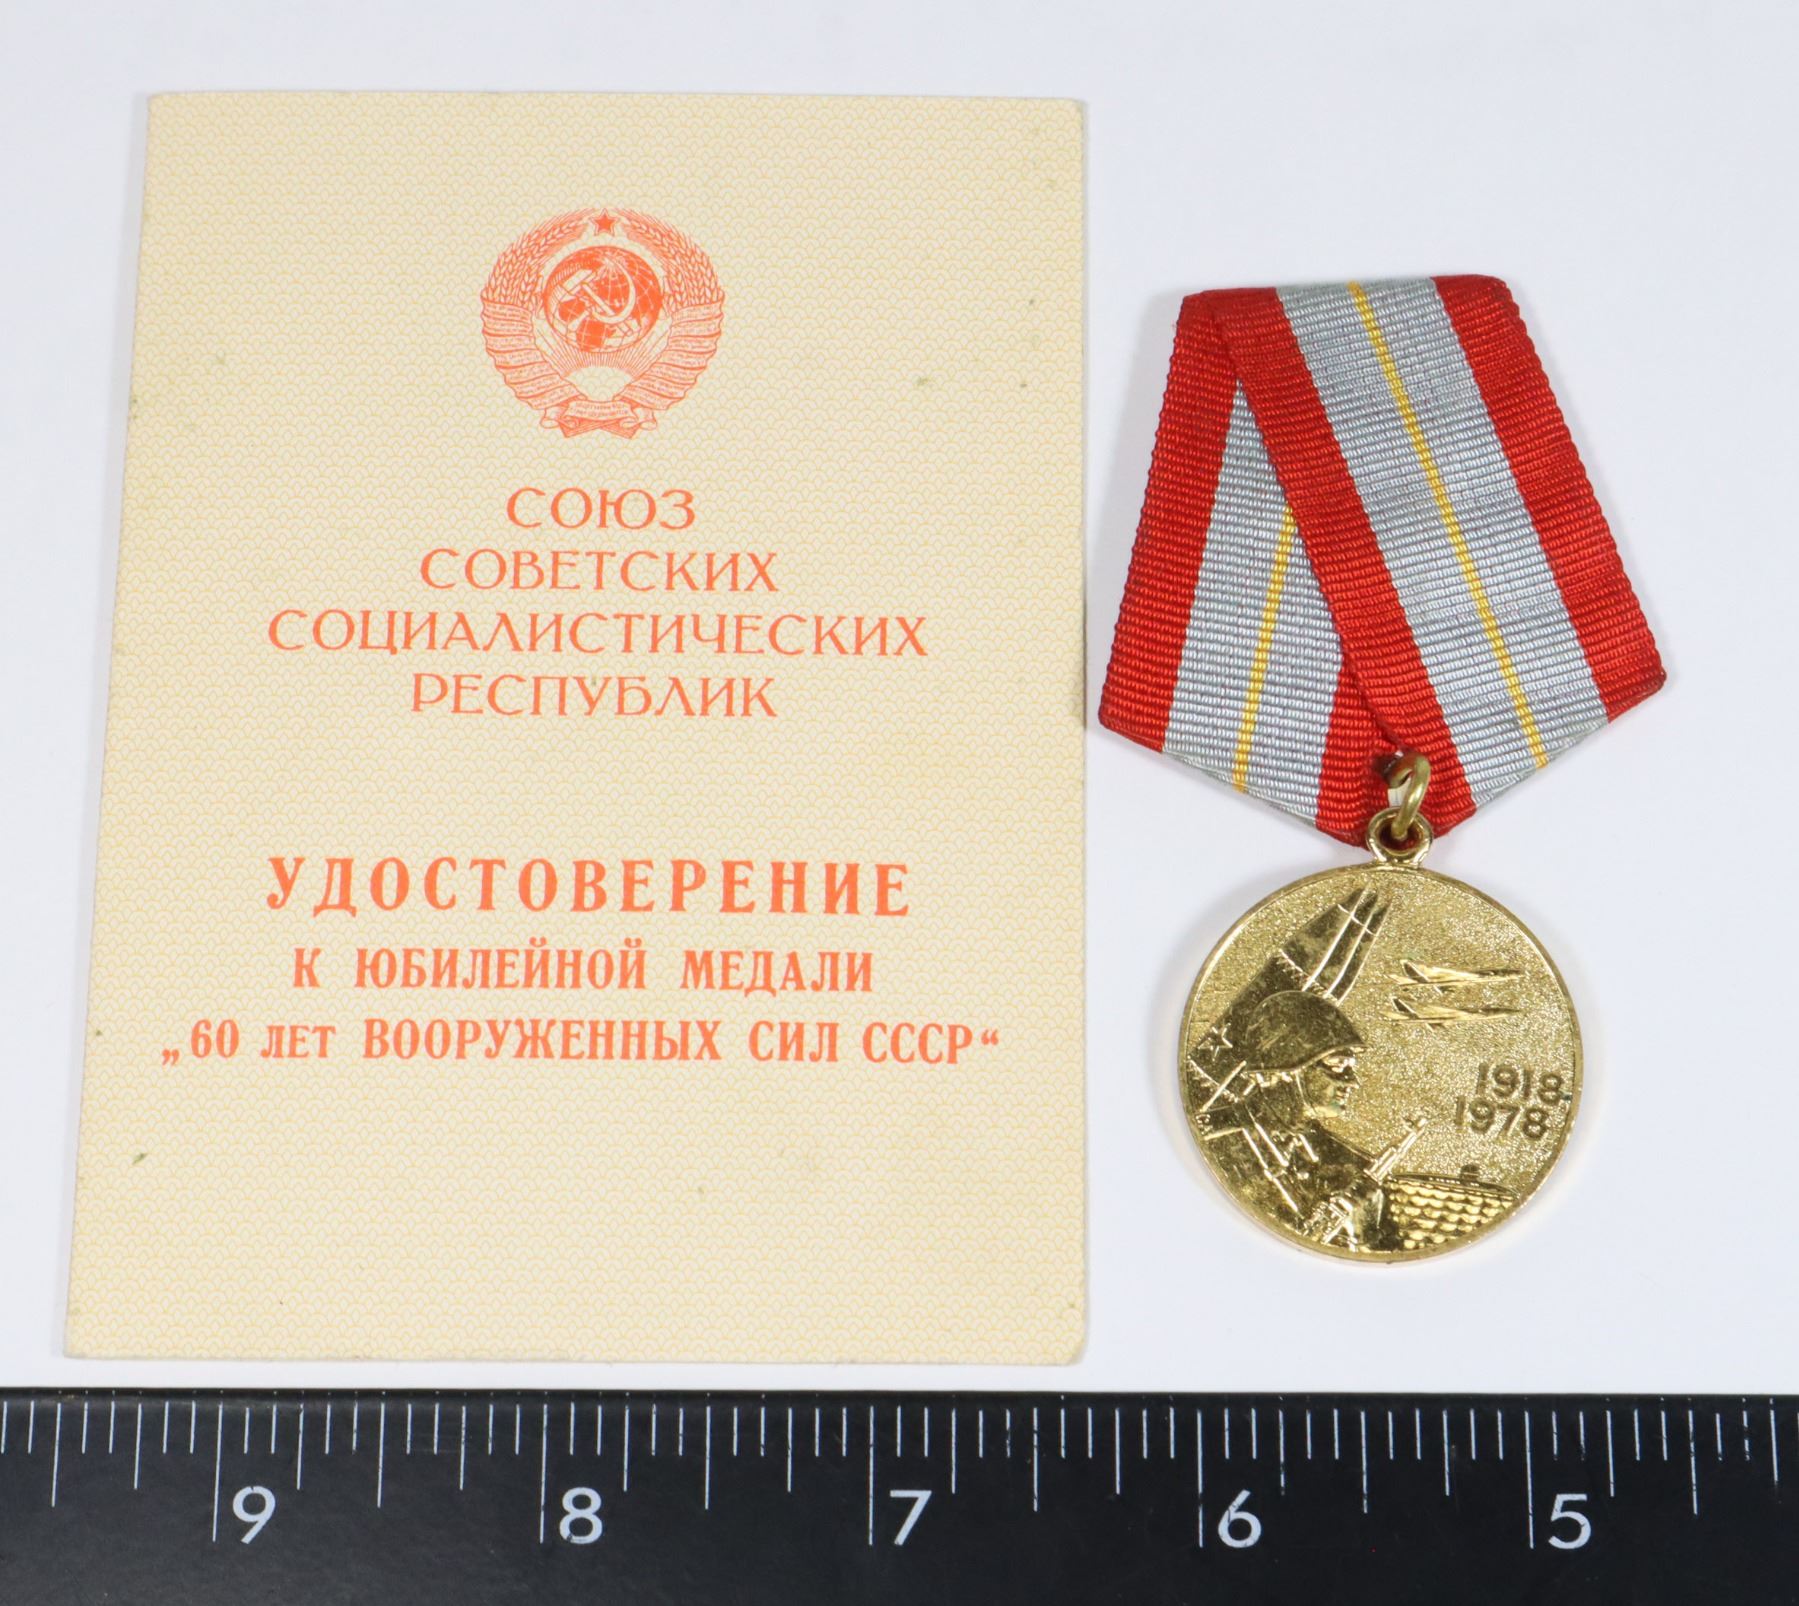 СОЮЗ
СОВЕТСКИХ
СОЦИАЛИСТИЧЕСКИХ
РЕСПУБЛИК
УДОСТОВЕРЕНИЕ
К ЮБИЛЕЙНОЙ МЕДАЛИ
„60 лет ВООРУЖЕННЫХ СИЛ СССР“
1918
1978
9 8 7 6 5